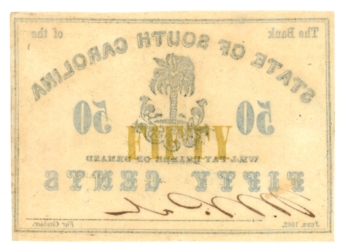 The Bank of the
STATE OF SOUTH CAROLINA
50 50
FIFTY
WILL PAY BEARER ON DEMAND
FIFTY CENTS
For Cashier.